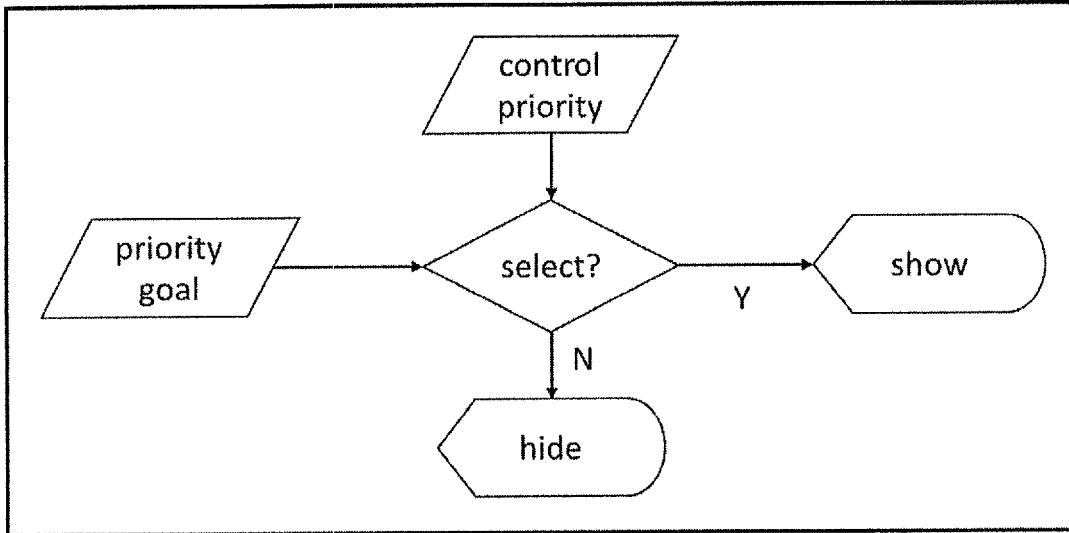 control
priority
priority
goal
select?
show
Y
N
hide